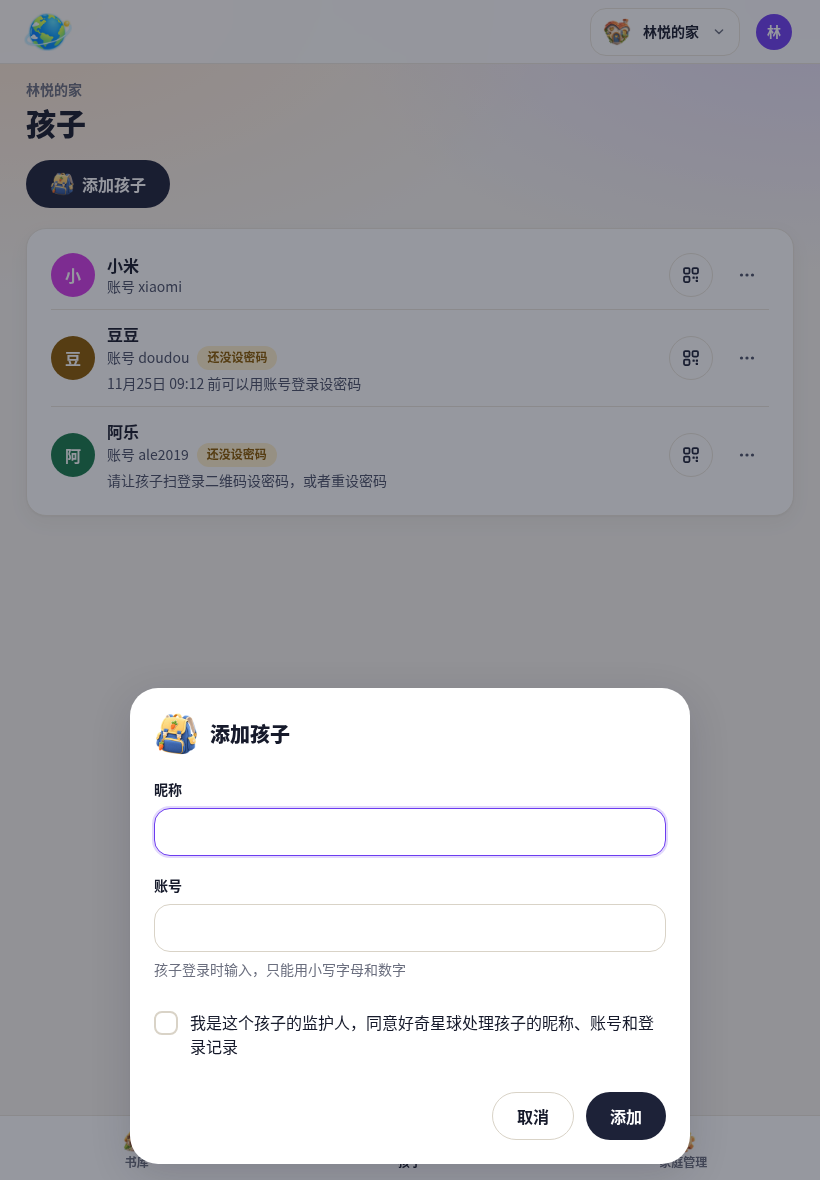 林悦的家
林
林悦的家
孩子
添加孩子
小
小米
账号 xiaomi
豆
豆豆
账号 doudou
还没设密码
11月25日 09:12 前可以用账号登录设密码
阿
阿乐
账号 ale2019
还没设密码
请让孩子扫登录二维码设密码，或者重设密码
添加孩子
昵称
账号
孩子登录时输入，只能用小写字母和数字
我是这个孩子的监护人，同意好奇星球处理孩子的昵称、账号和登
录记录
取消
添加
书库
孩子
家庭管理